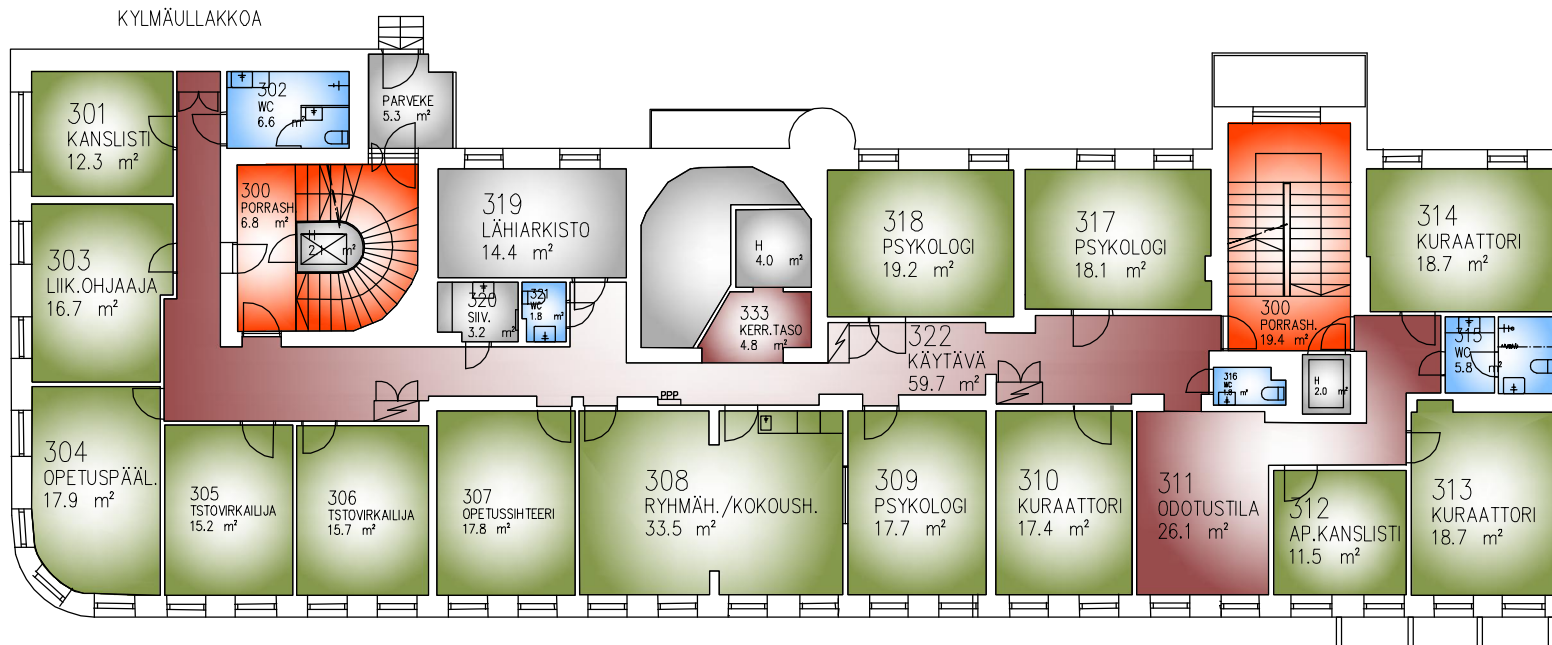 KYLMÄULLAKKOA
301
KANSLISTI
12.3 m²
302
WC
6.6 m²
PARVEKE
5.3 m²
300
PORRASH.
6.8 m²
H
2.1 m²
303
LIIK.OHJAAJA
16.7 m²
319
LÄHIARKISTO
14.4 m²
320
SIIV.
3.2 m²
321
WC
1.8 m²
H
4.0 m²
333
KERR.TASO
4.8 m²
318
PSYKOLOGI
19.2 m²
317
PSYKOLOGI
18.1 m²
300
PORRASH.
19.4 m²
314
KURAATTORI
18.7 m²
322
KÄYTÄVÄ
59.7 m²
315
WC
5.8 m²
316
WC
m²
H
2.0 m²
PPP
304
OPETUSPÄÄL.
17.9 m²
305
TSTOVIRKAILIJA
15.2 m²
306
TSTOVIRKAILIJA
15.7 m²
307
OPETUSSIHTEERI
17.8 m²
308
RYHMÄH./KOKOUSH.
33.5 m²
309
PSYKOLOGI
17.7 m²
310
KURAATTORI
17.4 m²
311
ODOTUSTILA
26.1 m²
312
AP.KANSLISTI
11.5 m²
313
KURAATTORI
18.7 m²